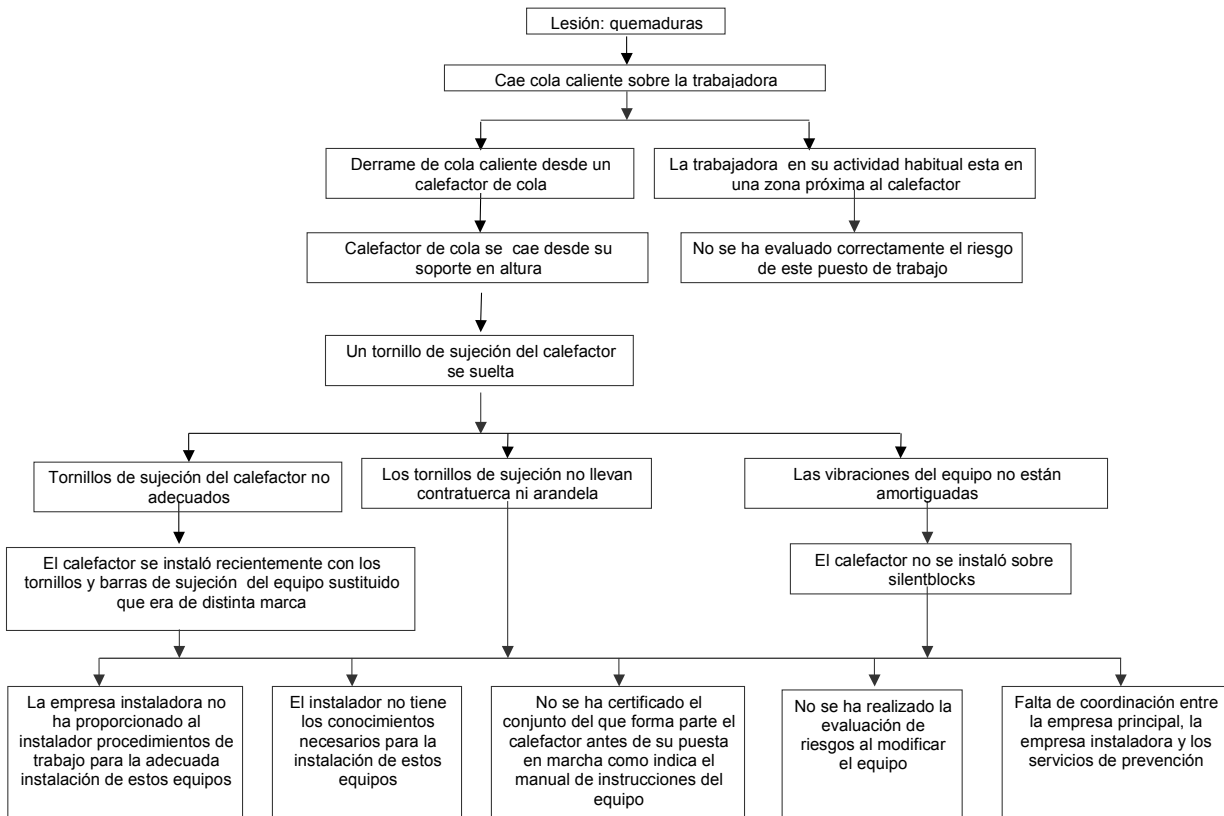 Lesión: quemaduras
Cae cola caliente sobre la trabajadora
Derrame de cola caliente desde un
calefactor de cola
La trabajadora en su actividad habitual esta en
una zona próxima al calefactor
Calefactor de cola se cae desde su
soporte en altura
No se ha evaluado correctamente el riesgo
de este puesto de trabajo
Un tornillo de sujeción del calefactor
se suelta
Tornillos de sujeción del calefactor no
adecuados
Los tornillos de sujeción no llevan
contratuerca ni arandela
Las vibraciones del equipo no están
amortiguadas
El calefactor se instaló recientemente con los
tornillos y barras de sujeción del equipo sustituido
que era de distinta marca
El calefactor no se instaló sobre
silentblocks
La empresa instaladora no
ha proporcionado al
instalador procedimientos de
trabajo para la adecuada
instalación de estos equipos
El instalador no tiene
los conocimientos
necesarios para la
instalación de estos
equipos
No se ha certificado el
conjunto del que forma parte el
calefactor antes de su puesta
en marcha como indica el
manual de instrucciones del
equipo
No se ha realizado la
evaluación de
riesgos al modificar
el equipo
Falta de coordinación entre
la empresa principal, la
empresa instaladora y los
servicios de prevención